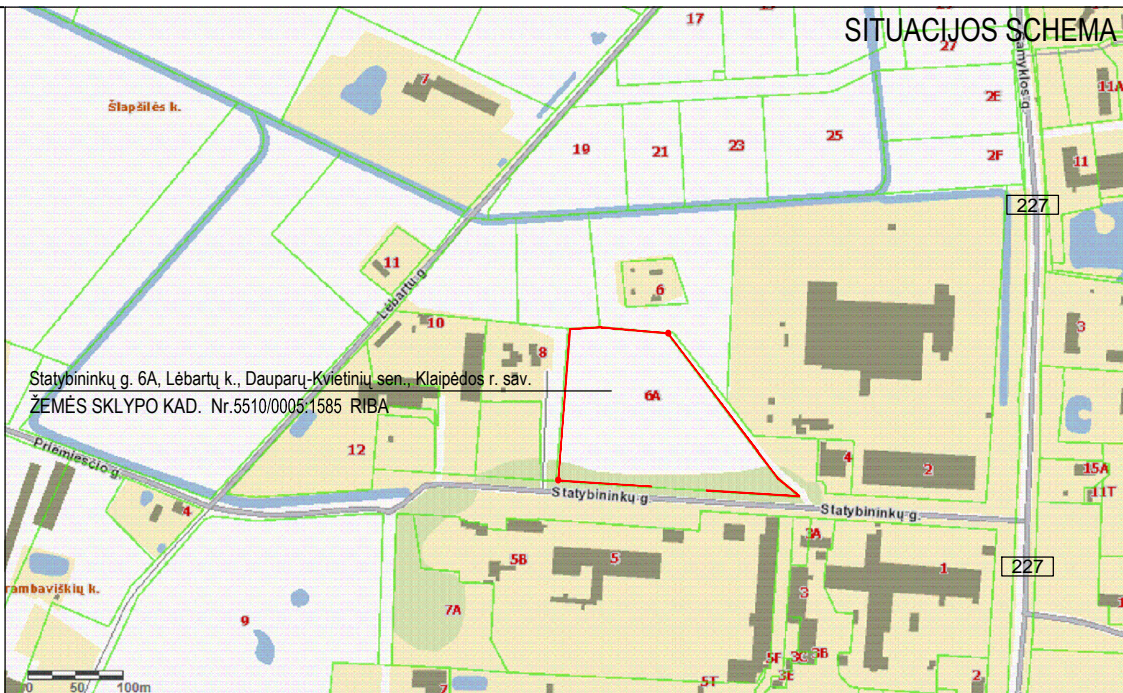 SITUACIJOS SCHEMA
17
27
7
Šlapšilės k.
11A
2E
19
21
23
25
2F
11
227
11
Lėbartų g.
6
10
3
8
Statybininkų g. 6A, Lėbartų k., Dauparų-Kvietinių sen., Klaipėdos r. sav.
6A
ŽEMĖS SKLYPO KAD. Nr.5510/0005:1585 RIBA
Priemiesčio g.
12
4
2
15A
11T
Statybininkų g.
Statybininkų g.
4
3A
5B
5
1
227
rambaviškių k.
3
7A
9
3C
3B
5F
3E
5T
2
7
0
50
100m